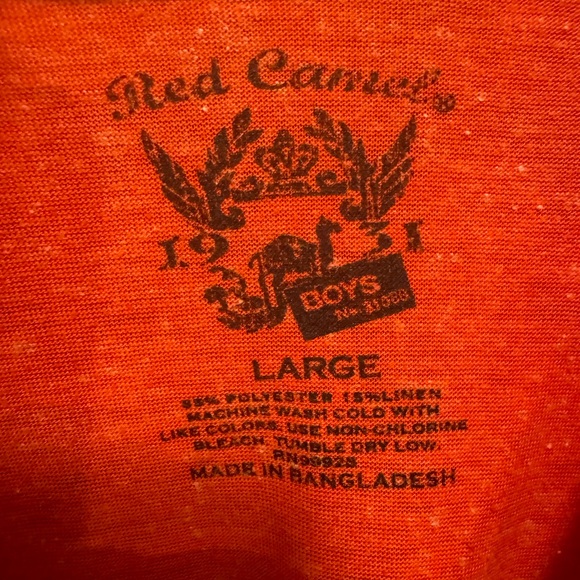 Red Camel®
19 31
BOYS
LARGE
85% POLYESTER 15% LINEN
MACHINE WASH COLD WITH
LIKE COLORS. USE NON-CHLORINE
BLEACH. TUMBLE DRY LOW.
RN99925
MADE IN BANGLADESH